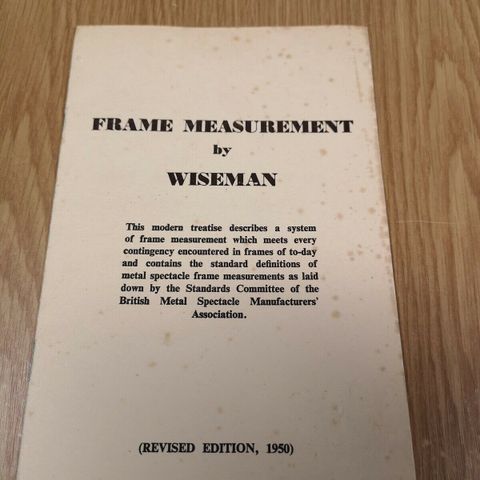 FRAME MEASUREMENT
by
WISEMAN
This modern treatise describes a system
of frame measurement which meets every
contingency encountered in frames of to-day
and contains the standard definitions of
metal spectacle frame measurements as laid
down by the Standards Committee of the
British Metal Spectacle Manufacturers'
Association.
(REVISED EDITION, 1950)